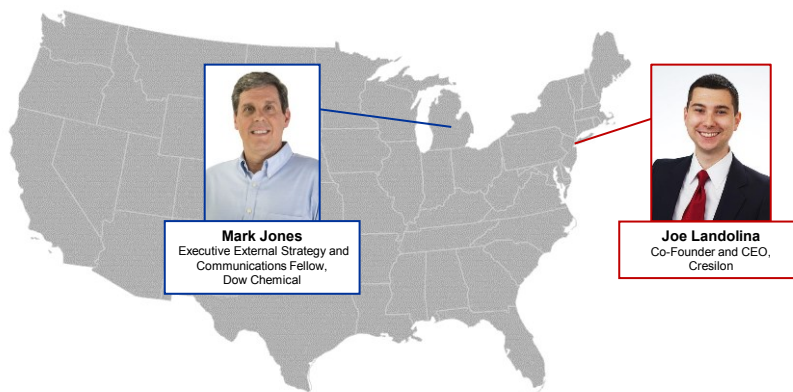 Mark Jones
Executive External Strategy and
Communications Fellow,
Dow Chemical
Joe Landolina
Co-Founder and CEO,
Cresilon